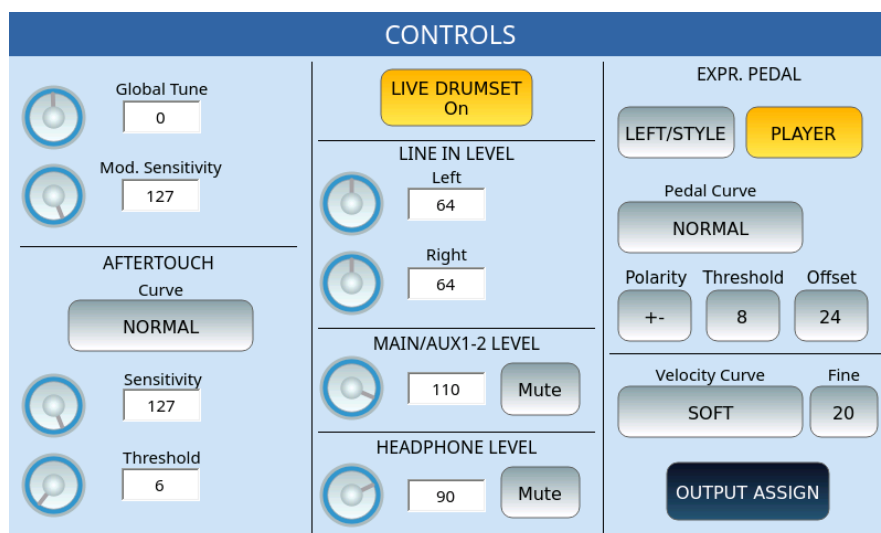 CONTROLS
Global Tune
0
Mod. Sensitivity
127
AFTERTOUCH
Curve
NORMAL
Sensitivity
127
Threshold
6
LIVE DRUMSET
On
LINE IN LEVEL
Left
64
Right
64
MAIN/AUX1-2 LEVEL
110 Mute
HEADPHONE LEVEL
90 Mute
EXPR. PEDAL
LEFT/STYLE PLAYER
Pedal Curve
NORMAL
Polarity Threshold Offset
+- 8 24
Velocity Curve Fine
SOFT 20
OUTPUT ASSIGN